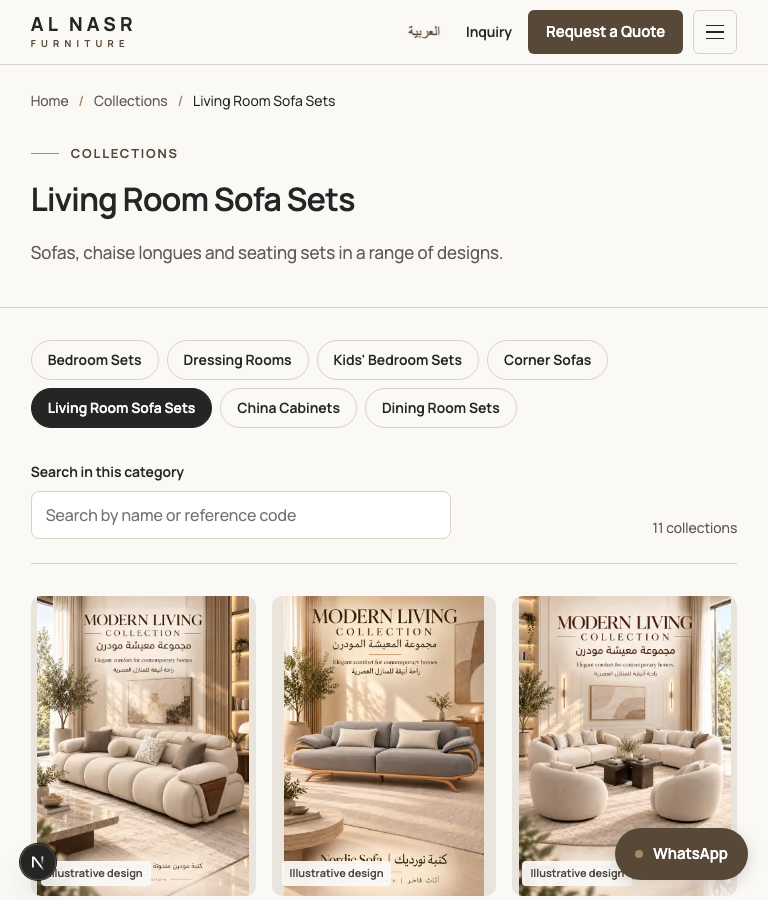 AL NASR
FURNITURE
العربية
Inquiry
Request a Quote
Home / Collections / Living Room Sofa Sets
COLLECTIONS
Living Room Sofa Sets
Sofas, chaise longues and seating sets in a range of designs.
Bedroom Sets
Dressing Rooms
Kids' Bedroom Sets
Corner Sofas
Living Room Sofa Sets
China Cabinets
Dining Room Sets
Search in this category
Search by name or reference code
11 collections
MODERN LIVING
COLLECTION
مجموعة معيشة مودرن
Elegant comfort for contemporary homes
راحة أنيقة للمنازل العصرية
كنبة مودرن
Illustrative design
MODERN LIVING
COLLECTION
مجموعة المعيشة المودرن
Elegant comfort for contemporary homes
راحة أنيقة للمنازل العصرية
Nordic Sofa | كنبة نورديك
أثاث فاخر
Illustrative design
MODERN LIVING
COLLECTION
مجموعة معيشة مودرن
Elegant comfort for contemporary homes
راحة أنيقة للمنازل العصرية
Illustrative design
N
WhatsApp